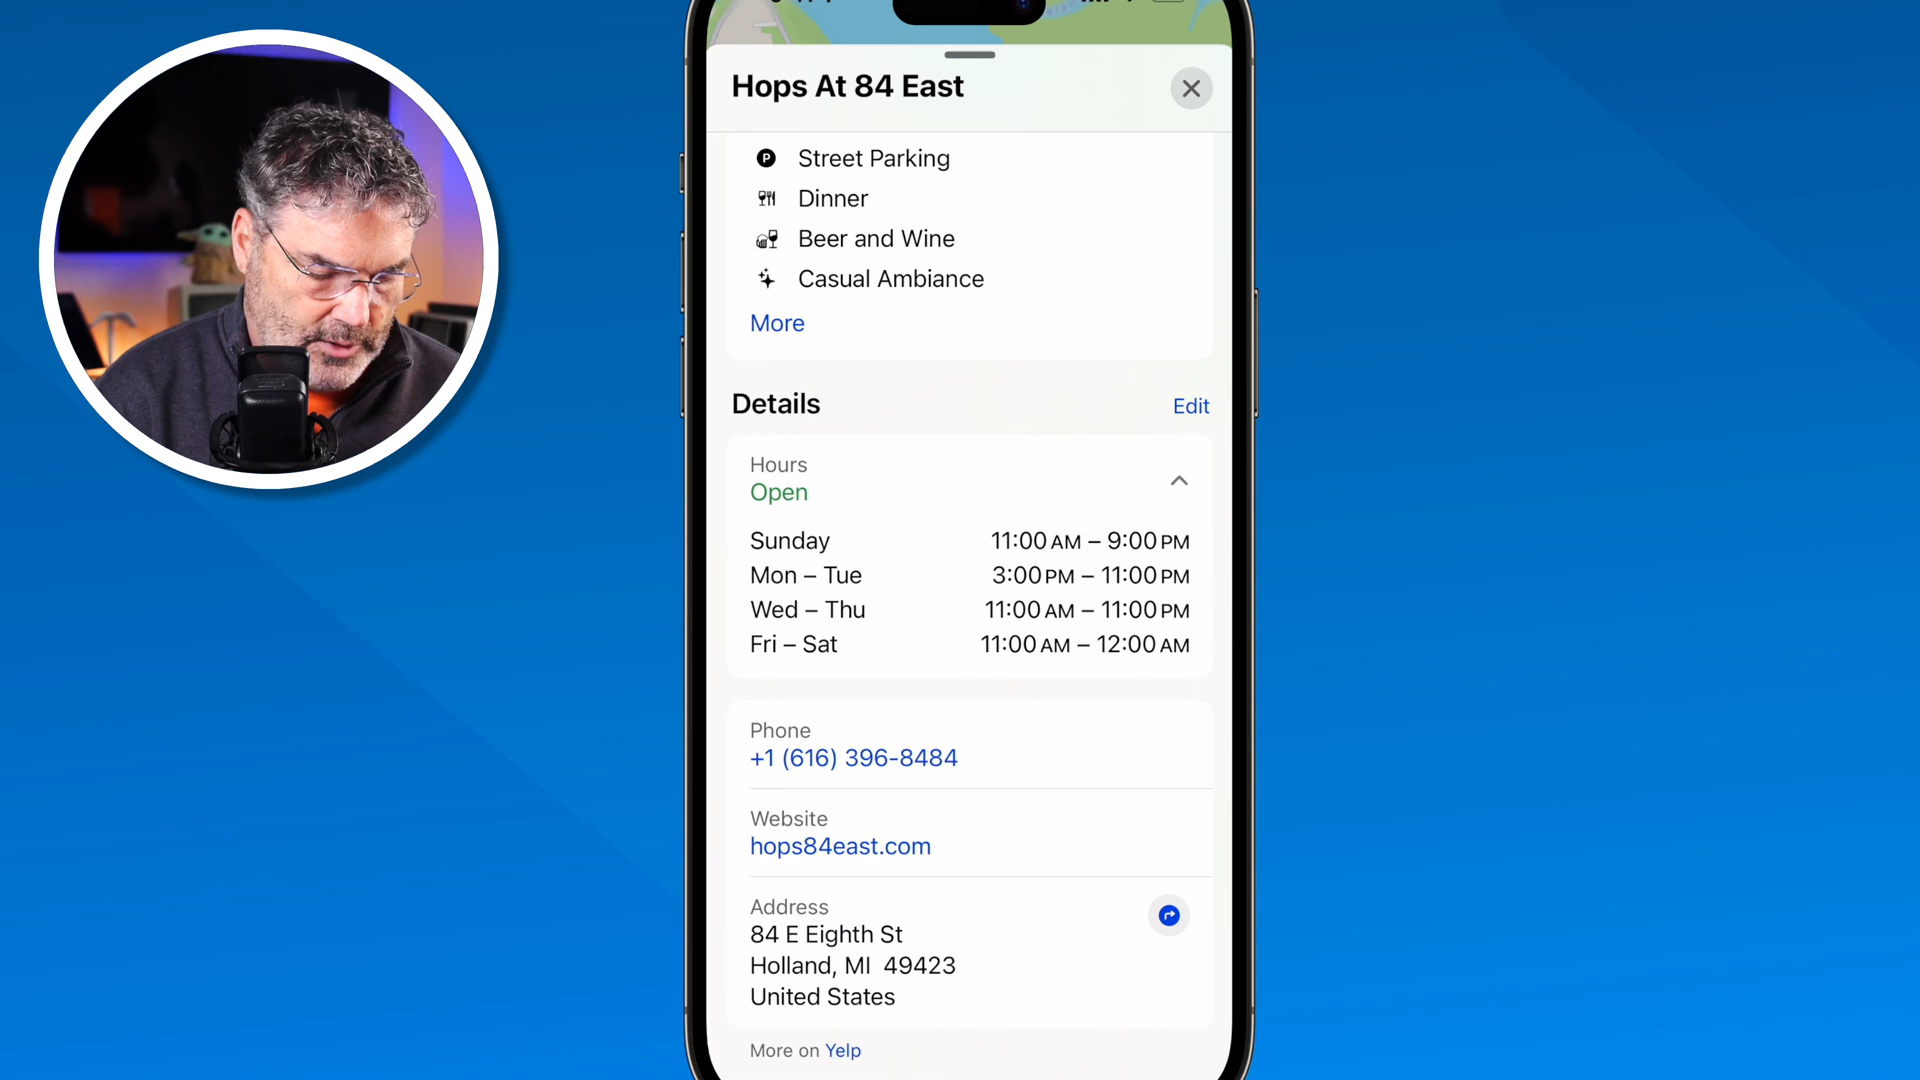 Hops At 84 East
Street Parking
Dinner
Beer and Wine
Casual Ambiance
More
Details
Edit
Hours
Open
Sunday 11:00 AM – 9:00 PM
Mon – Tue 3:00 PM – 11:00 PM
Wed – Thu 11:00 AM – 11:00 PM
Fri – Sat 11:00 AM – 12:00 AM
Phone
+1 (616) 396-8484
Website
hops84east.com
Address
84 E Eighth St
Holland, MI 49423
United States
More on Yelp